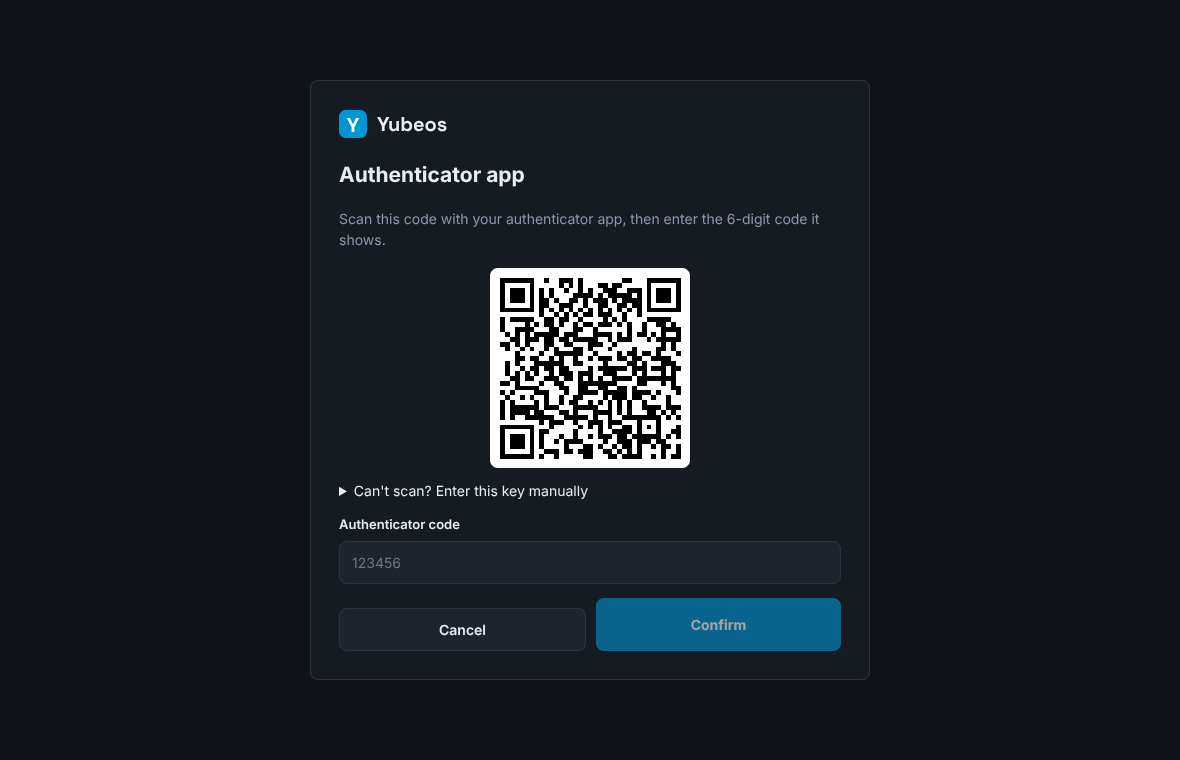 Y Yubeos
Authenticator app
Scan this code with your authenticator app, then enter the 6-digit code it
shows.
Can't scan? Enter this key manually
Authenticator code
123456
Cancel Confirm